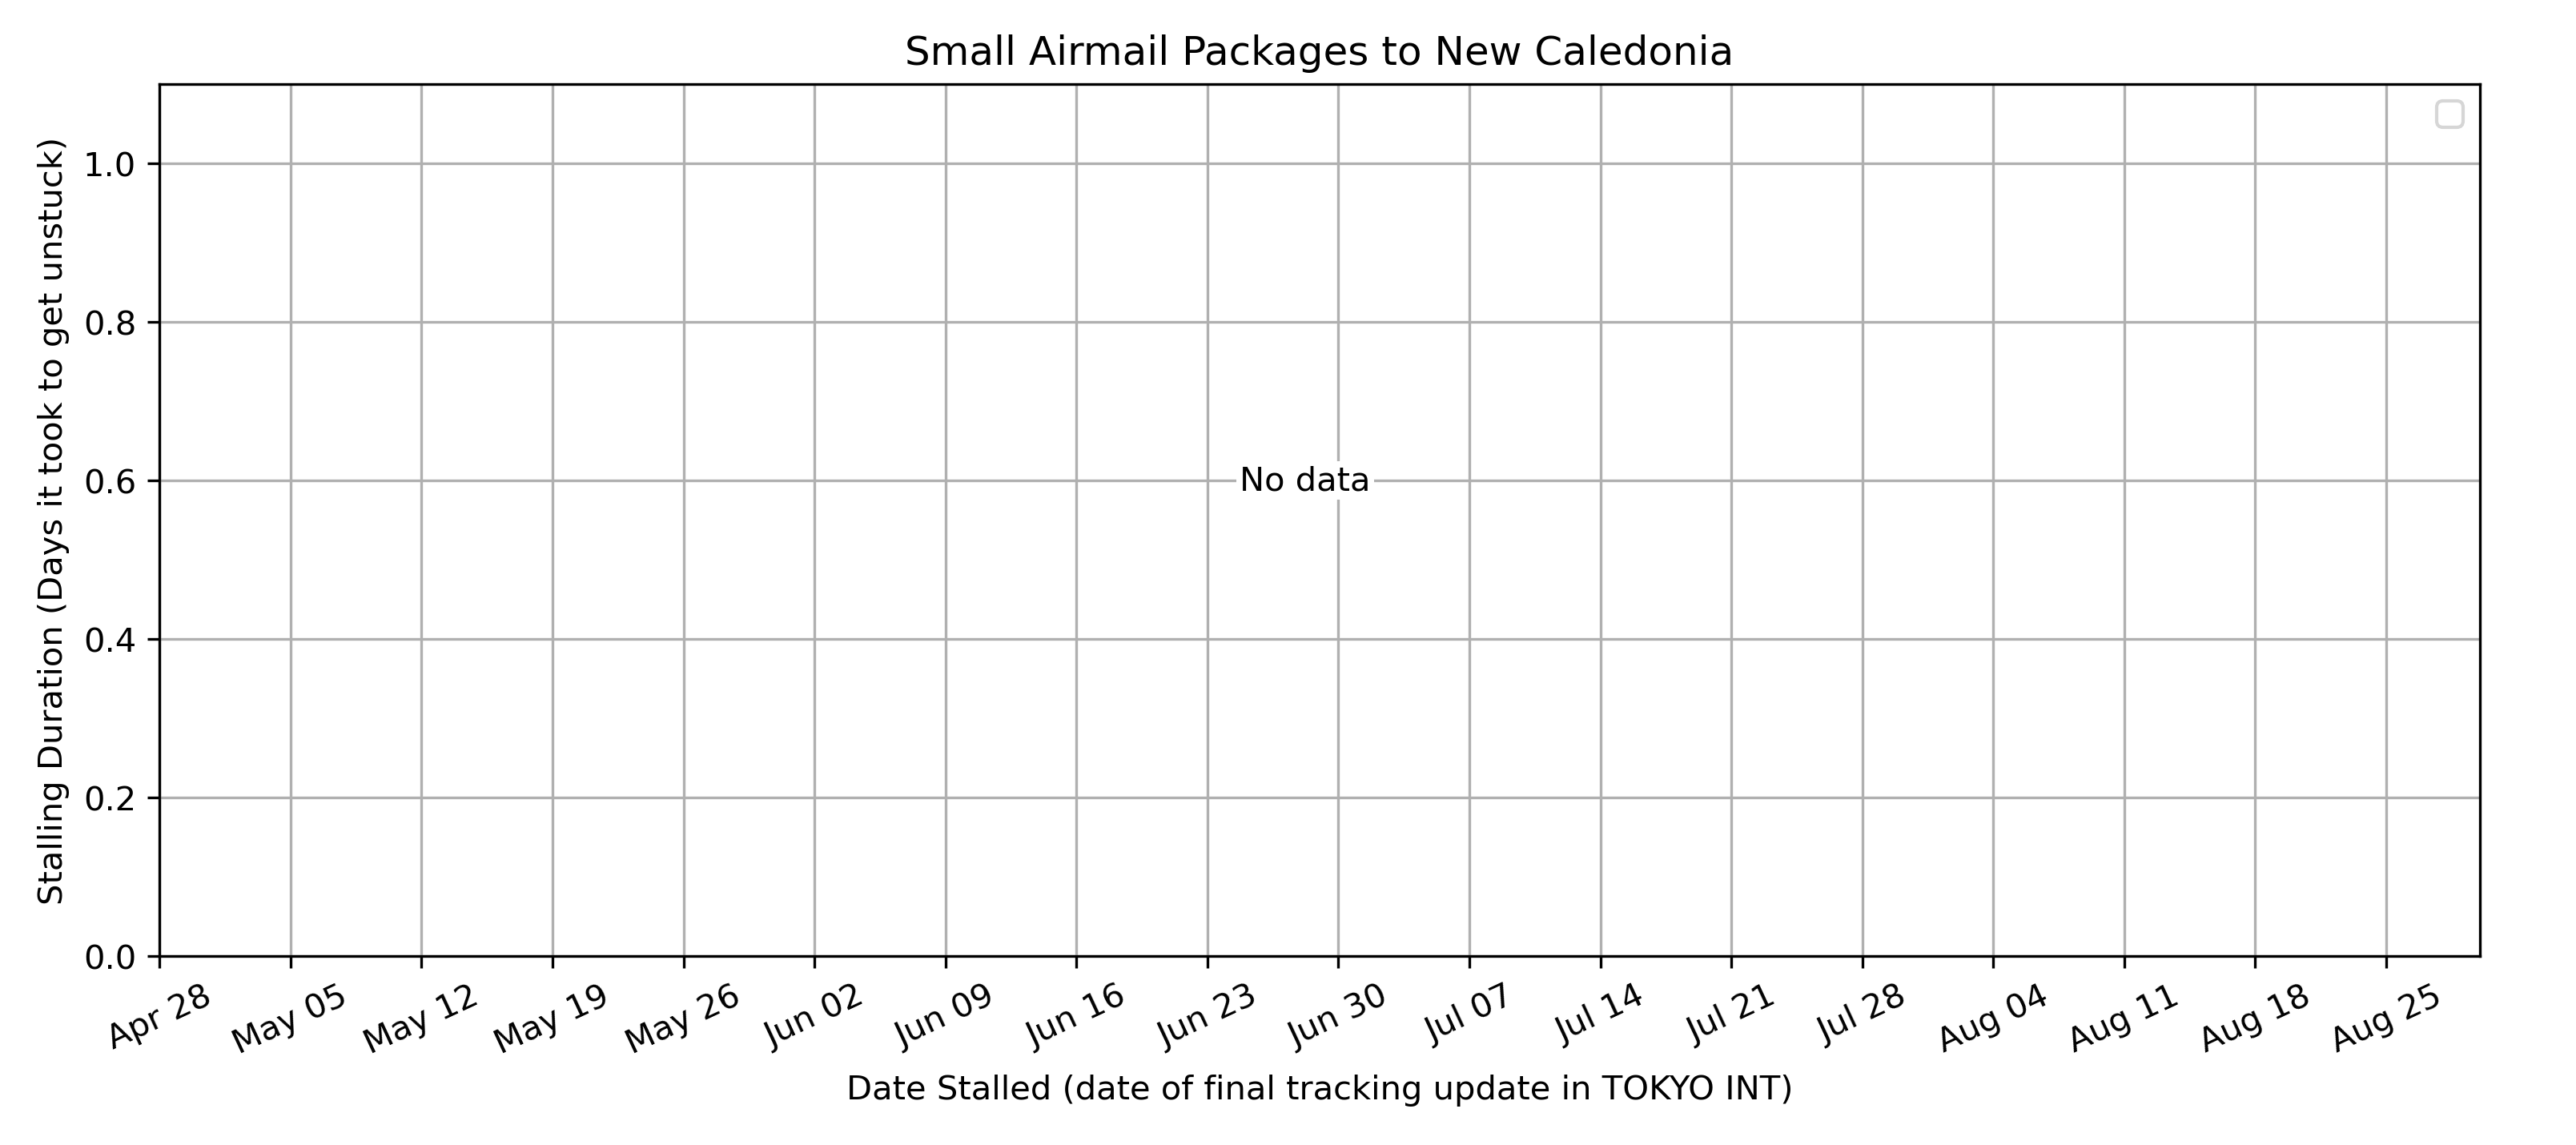 Small Airmail Packages to New Caledonia
Stalling Duration (Days it took to get unstuck)
1.0
0.8
0.6
0.4
0.2
0.0
No data
Apr 28 May 05 May 12 May 19 May 26 Jun 02 Jun 09 Jun 16 Jun 23 Jun 30 Jul 07 Jul 14 Jul 21 Jul 28 Aug 04 Aug 11 Aug 18 Aug 25
Date Stalled (date of final tracking update in TOKYO INT)